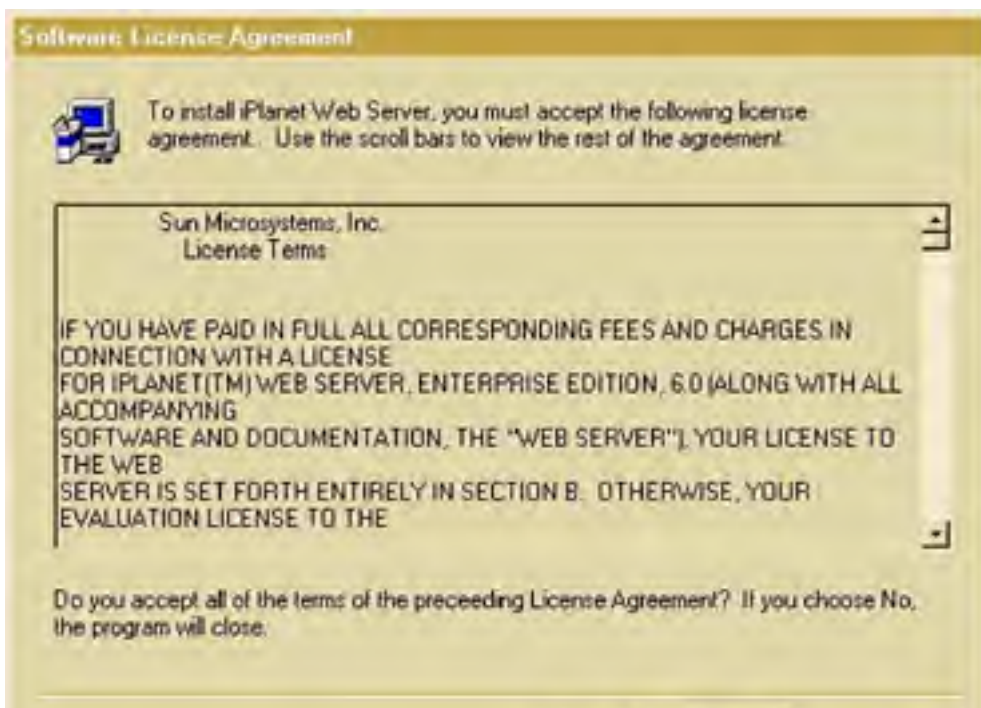 Software License Agreement
To install iPlanet Web Server, you must accept the following license
agreement. Use the scroll bars to view the rest of the agreement.
Sun Microsystems, Inc.
License Terms
IF YOU HAVE PAID IN FULL ALL CORRESPONDING FEES AND CHARGES IN
CONNECTION WITH A LICENSE
FOR IPLANET(TM) WEB SERVER, ENTERPRISE EDITION, 6.0 (ALONG WITH ALL
ACCOMPANYING
SOFTWARE AND DOCUMENTATION, THE "WEB SERVER"), YOUR LICENSE TO
THE WEB
SERVER IS SET FORTH ENTIRELY IN SECTION B. OTHERWISE, YOUR
EVALUATION LICENSE TO THE
Do you accept all of the terms of the preceeding License Agreement? If you choose No,
the program will close.